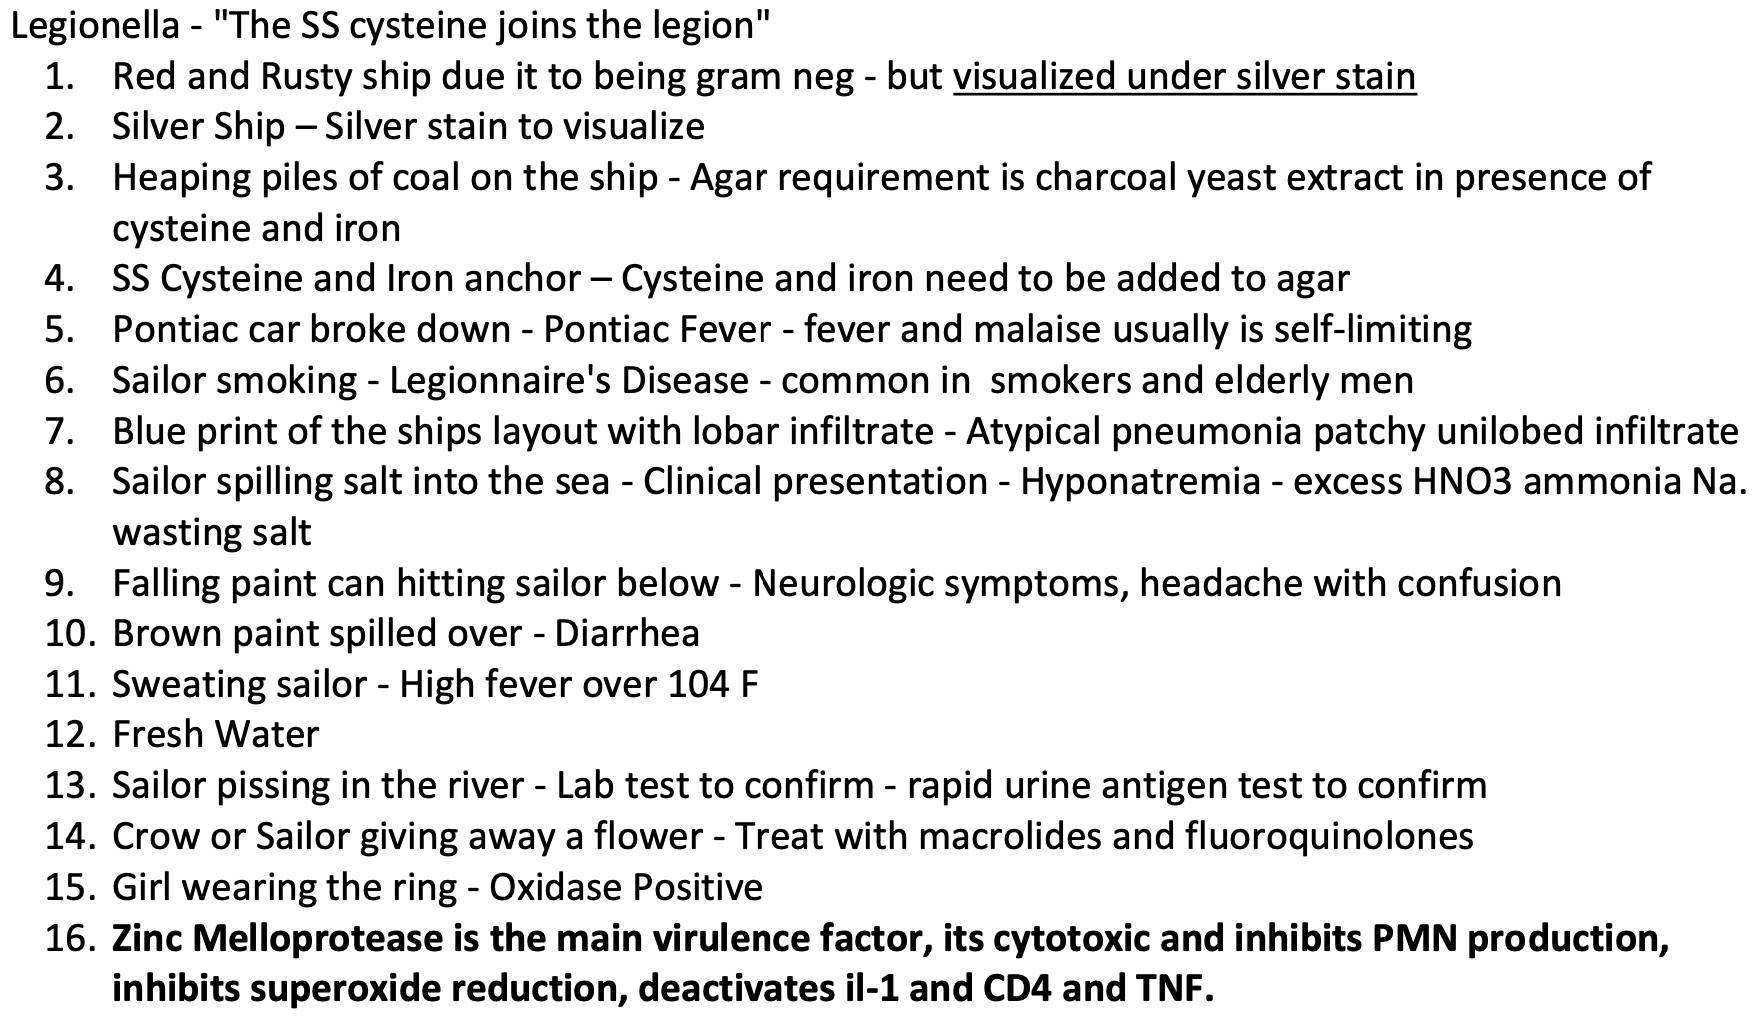 Legionella - "The SS cysteine joins the legion"
1. Red and Rusty ship due it to being gram neg - but visualized under silver stain
2. Silver Ship – Silver stain to visualize
3. Heaping piles of coal on the ship - Agar requirement is charcoal yeast extract in presence of
cysteine and iron
4. SS Cysteine and Iron anchor – Cysteine and iron need to be added to agar
5. Pontiac car broke down - Pontiac Fever - fever and malaise usually is self-limiting
6. Sailor smoking - Legionnaire's Disease - common in  smokers and elderly men
7. Blue print of the ships layout with lobar infiltrate - Atypical pneumonia patchy unilobed infiltrate
8. Sailor spilling salt into the sea - Clinical presentation - Hyponatremia - excess HNO3 ammonia Na.
wasting salt
9. Falling paint can hitting sailor below - Neurologic symptoms, headache with confusion
10. Brown paint spilled over - Diarrhea
11. Sweating sailor - High fever over 104 F
12. Fresh Water
13. Sailor pissing in the river - Lab test to confirm - rapid urine antigen test to confirm
14. Crow or Sailor giving away a flower - Treat with macrolides and fluoroquinolones
15. Girl wearing the ring - Oxidase Positive
16. Zinc Melloprotease is the main virulence factor, its cytotoxic and inhibits PMN production,
inhibits superoxide reduction, deactivates il-1 and CD4 and TNF.